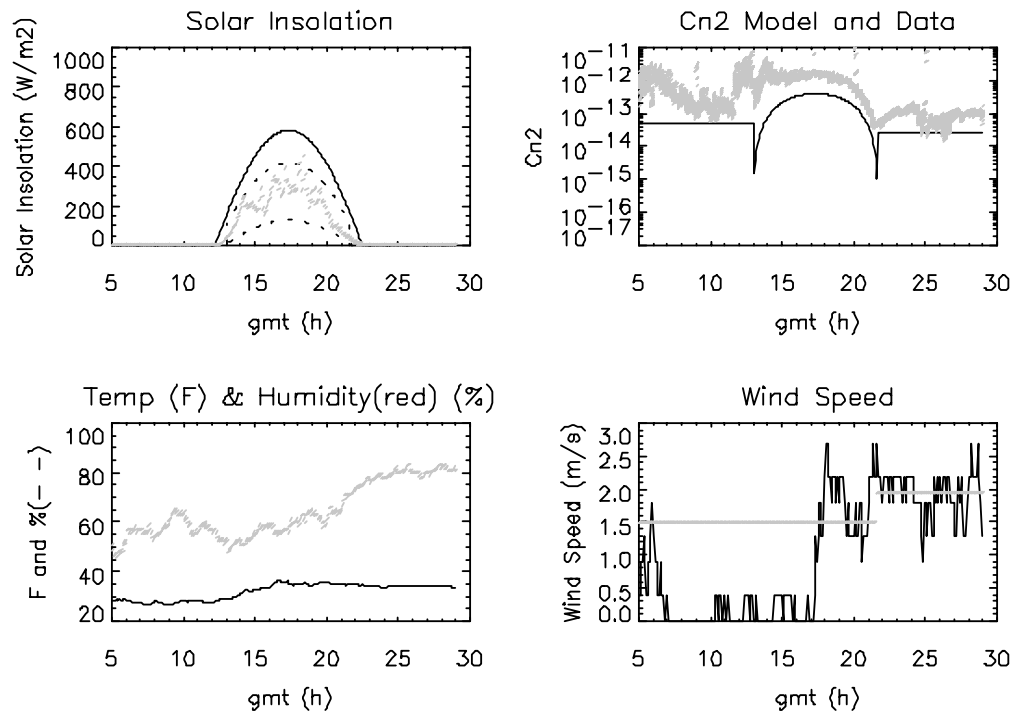 Solar Insolation
Solar Insolation (W/m2)
1000
800
600
400
200
0
5 10 15 20 25 30
gmt (h)
Cn2 Model and Data
Cn2
10^-11
10^-12
10^-13
10^-14
10^-15
10^-16
10^-17
5 10 15 20 25 30
gmt (h)
Temp (F) & Humidity(red) (%)
F and %(- -)
100
80
60
40
20
5 10 15 20 25 30
gmt (h)
Wind Speed
Wind Speed (m/s)
3.0
2.5
2.0
1.5
1.0
0.5
0.0
5 10 15 20 25 30
gmt (h)